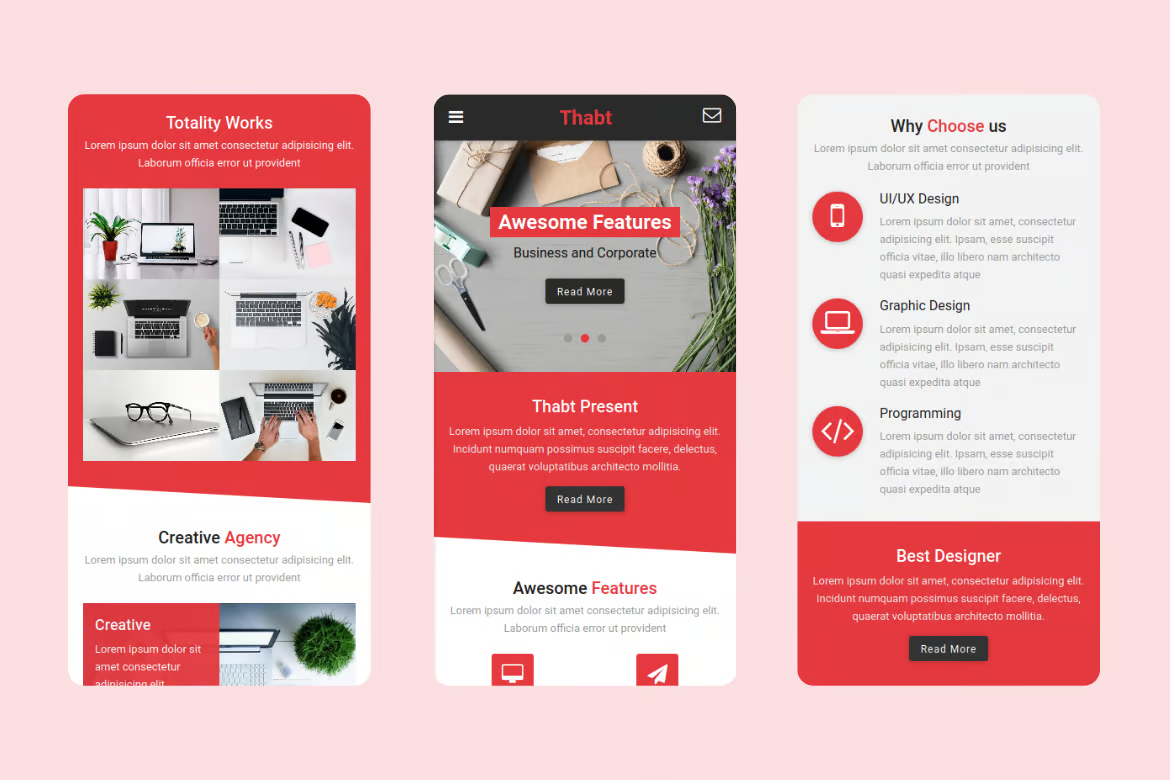 Totality Works
Lorem ipsum dolor sit amet consectetur adipisicing elit.
Laborum officia error ut provident
Creative Agency
Lorem ipsum dolor sit amet consectetur adipisicing elit.
Laborum officia error ut provident
Creative
Lorem ipsum dolor sit
amet consectetur
adipisicing elit
Thabt
Awesome Features
Business and Corporate
Read More
Thabt Present
Lorem ipsum dolor sit amet, consectetur adipisicing elit.
Incidunt numquam possimus suscipit facere, delectus,
quaerat voluptatibus architecto mollitia.
Read More
Awesome Features
Lorem ipsum dolor sit amet consectetur adipisicing elit.
Laborum officia error ut provident
Why Choose us
Lorem ipsum dolor sit amet consectetur adipisicing elit.
Laborum officia error ut provident
UI/UX Design
Lorem ipsum dolor sit amet, consectetur
adipisicing elit. Ipsam, esse suscipit
officia vitae, illo libero nam architecto
quasi expedita atque
Graphic Design
Lorem ipsum dolor sit amet, consectetur
adipisicing elit. Ipsam, esse suscipit
officia vitae, illo libero nam architecto
quasi expedita atque
Programming
Lorem ipsum dolor sit amet, consectetur
adipisicing elit. Ipsam, esse suscipit
officia vitae, illo libero nam architecto
quasi expedita atque
Best Designer
Lorem ipsum dolor sit amet, consectetur adipisicing elit.
Incidunt numquam possimus suscipit facere, delectus,
quaerat voluptatibus architecto mollitia.
Read More